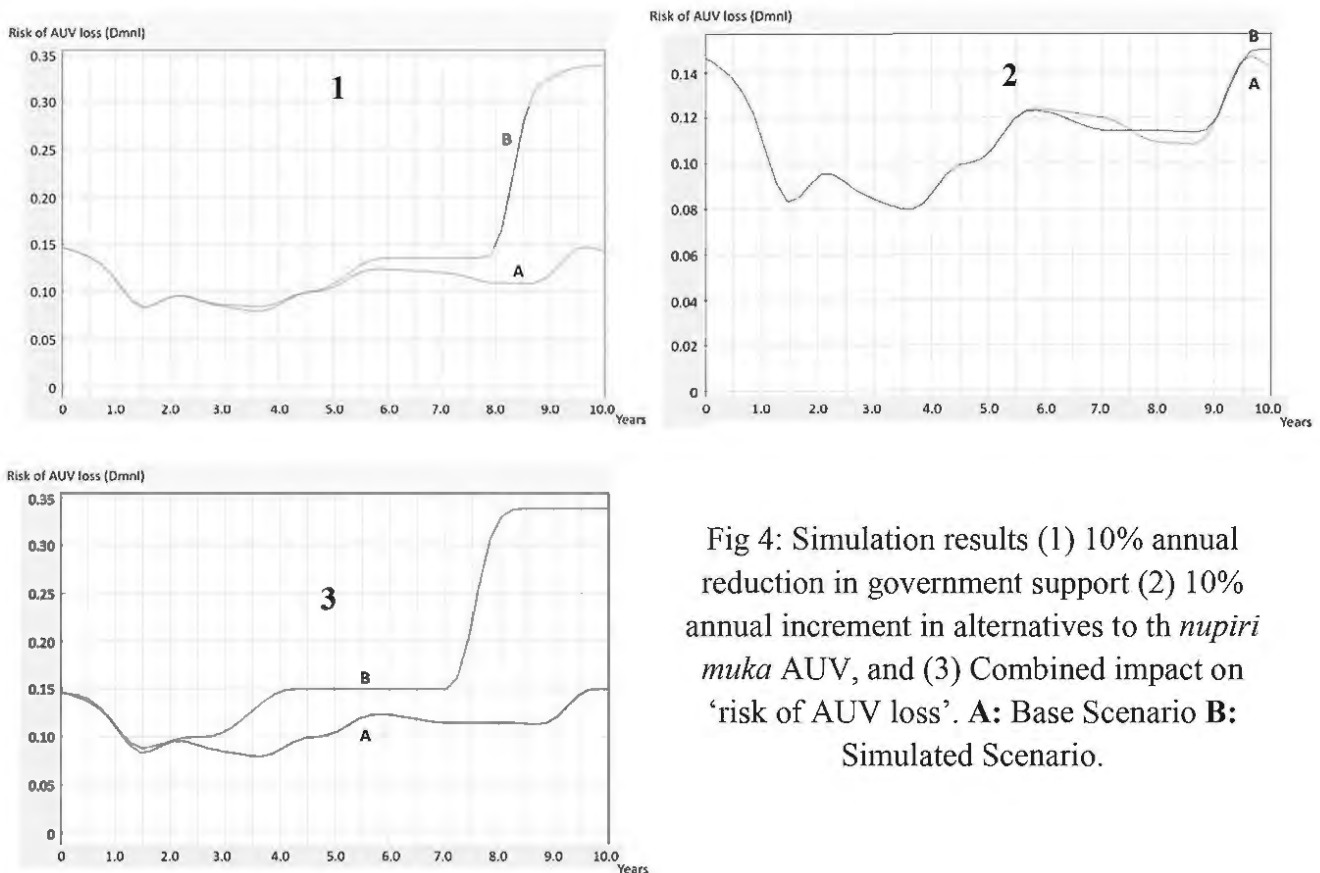 Risk of AUV loss (Dmnl)
0.35
0.30
0.25
0.20
0.15
0.10
0.05
0
1
B
A
0 1.0 2.0 3.0 4.0 5.0 6.0 7.0 8.0 9.0 10.0
Years
Risk of AUV loss (Dmnl)
0.14
0.12
0.10
0.08
0.06
0.04
0.02
0
2
B
A
0 1.0 2.0 3.0 4.0 5.0 6.0 7.0 8.0 9.0 10.0
Years
Risk of AUV loss (Dmnl)
0.35
0.30
0.25
0.20
0.15
0.10
0.05
0
3
B
A
0 1.0 2.0 3.0 4.0 5.0 6.0 7.0 8.0 9.0 10.0
Years
Fig 4: Simulation results (1) 10% annual
reduction in government support (2) 10%
annual increment in alternatives to th nupiri
muka AUV, and (3) Combined impact on
‘risk of AUV loss’. A: Base Scenario B:
Simulated Scenario.